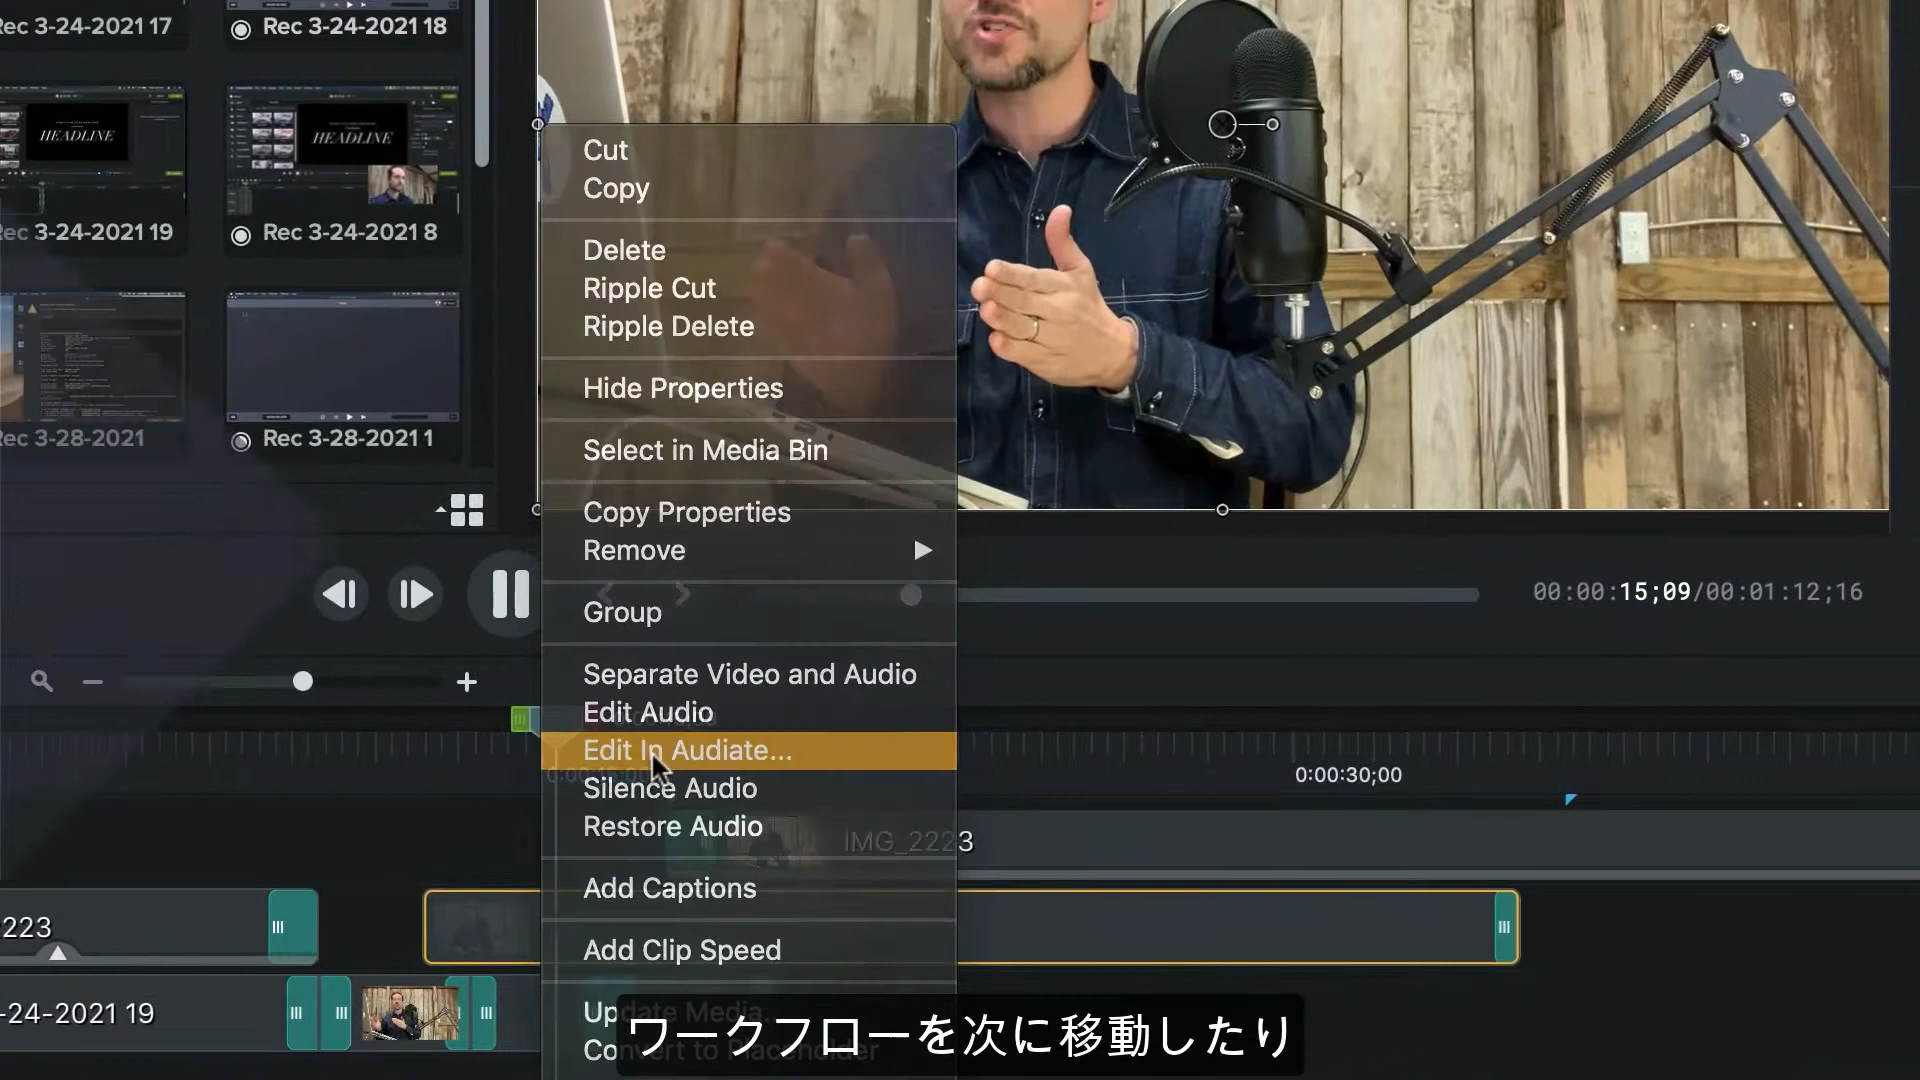 Rec 3-24-2021 17
Rec 3-24-2021 18
HEADLINE
HEADLINE
Rec 3-24-2021 19
Rec 3-24-2021 8
Rec 3-28-2021
Rec 3-28-2021 1
Cut
Copy
Delete
Ripple Cut
Ripple Delete
Hide Properties
Select in Media Bin
Copy Properties
Remove
Group
Separate Video and Audio
Edit Audio
Edit In Audiate...
Silence Audio
Restore Audio
Add Captions
Add Clip Speed
Update Media...
Convert to Placeholder
00:00:15;09/00:01:12;16
0:00:30;00
IMG_2223
223
-24-2021 19
ワークフローを次に移動したり